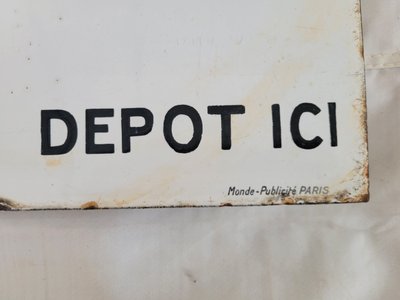 DEPOT ICI
Monde-Publicité PARIS